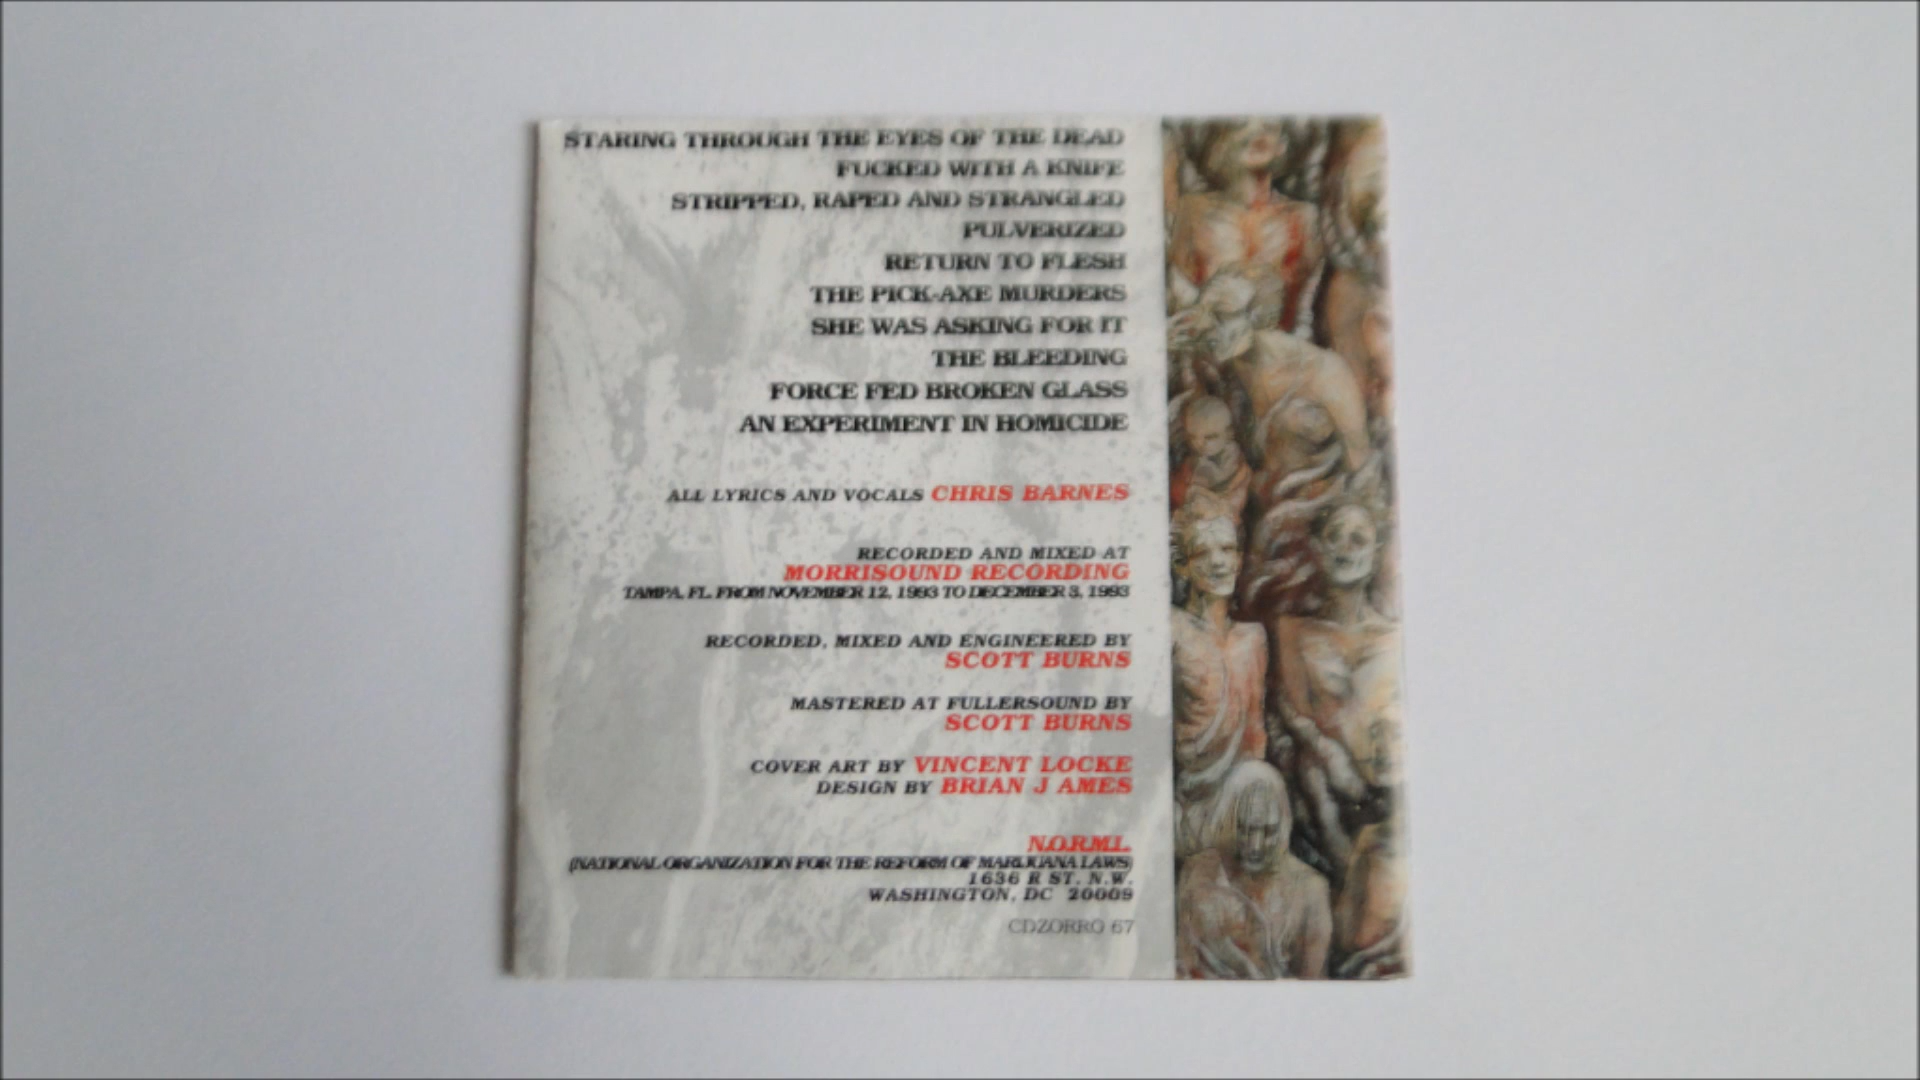 STARING THROUGH THE EYES OF THE DEAD
FUCKED WITH A KNIFE
STRIPPED, RAPED AND STRANGLED
PULVERIZED
RETURN TO FLESH
THE PICK-AXE MURDERS
SHE WAS ASKING FOR IT
THE BLEEDING
FORCE FED BROKEN GLASS
AN EXPERIMENT IN HOMICIDE
ALL LYRICS AND VOCALS CHRIS BARNES
RECORDED AND MIXED AT
MORRISOUND RECORDING
TAMPA, FL. FROM NOVEMBER 12, 1993 TO DECEMBER 3, 1993
RECORDED, MIXED AND ENGINEERED BY
SCOTT BURNS
MASTERED AT FULLERSOUND BY
SCOTT BURNS
COVER ART BY VINCENT LOCKE
DESIGN BY BRIAN J AMES
N.O.R.M.L.
(NATIONAL ORGANIZATION FOR THE REFORM OF MARIJUANA LAWS)
1636 R ST. N.W.
WASHINGTON, DC 20009
CDZORRO 67